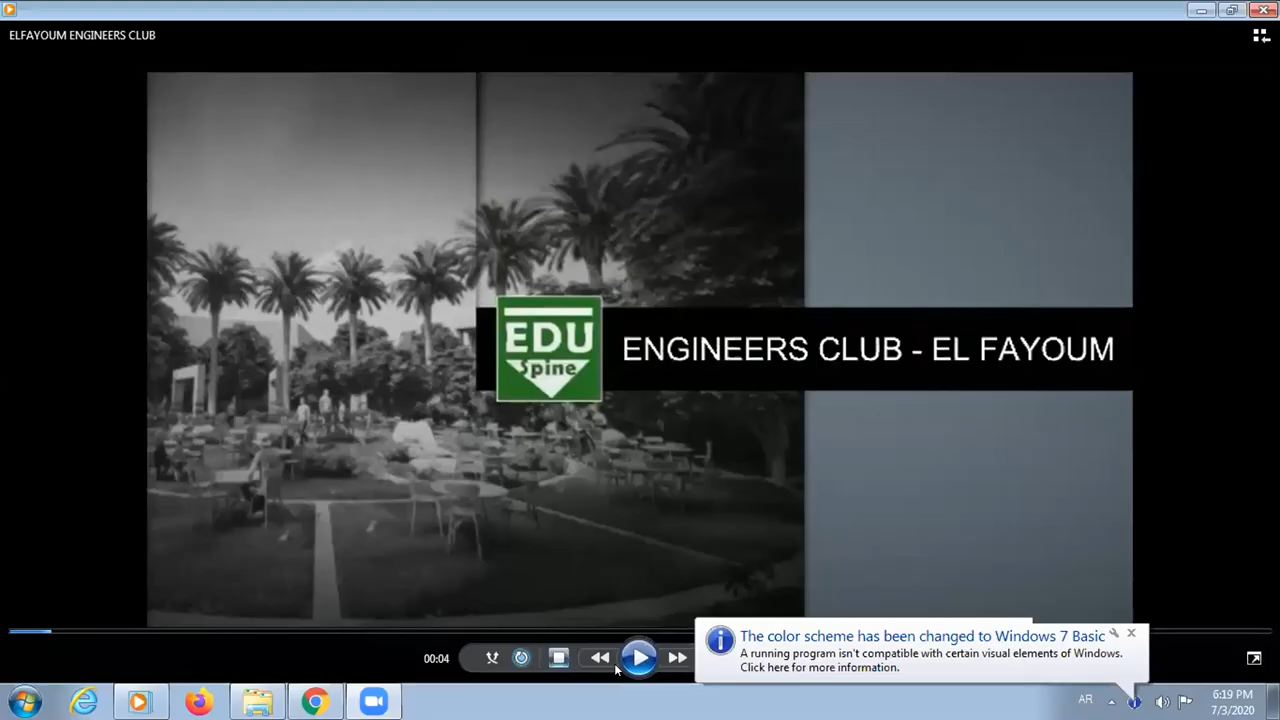 ELFAYOUM ENGINEERS CLUB
EDU
Spine
ENGINEERS CLUB - EL FAYOUM
00:04
The color scheme has been changed to Windows 7 Basic
A running program isn't compatible with certain visual elements of Windows.
Click here for more information.
AR
6:19 PM
7/3/2020